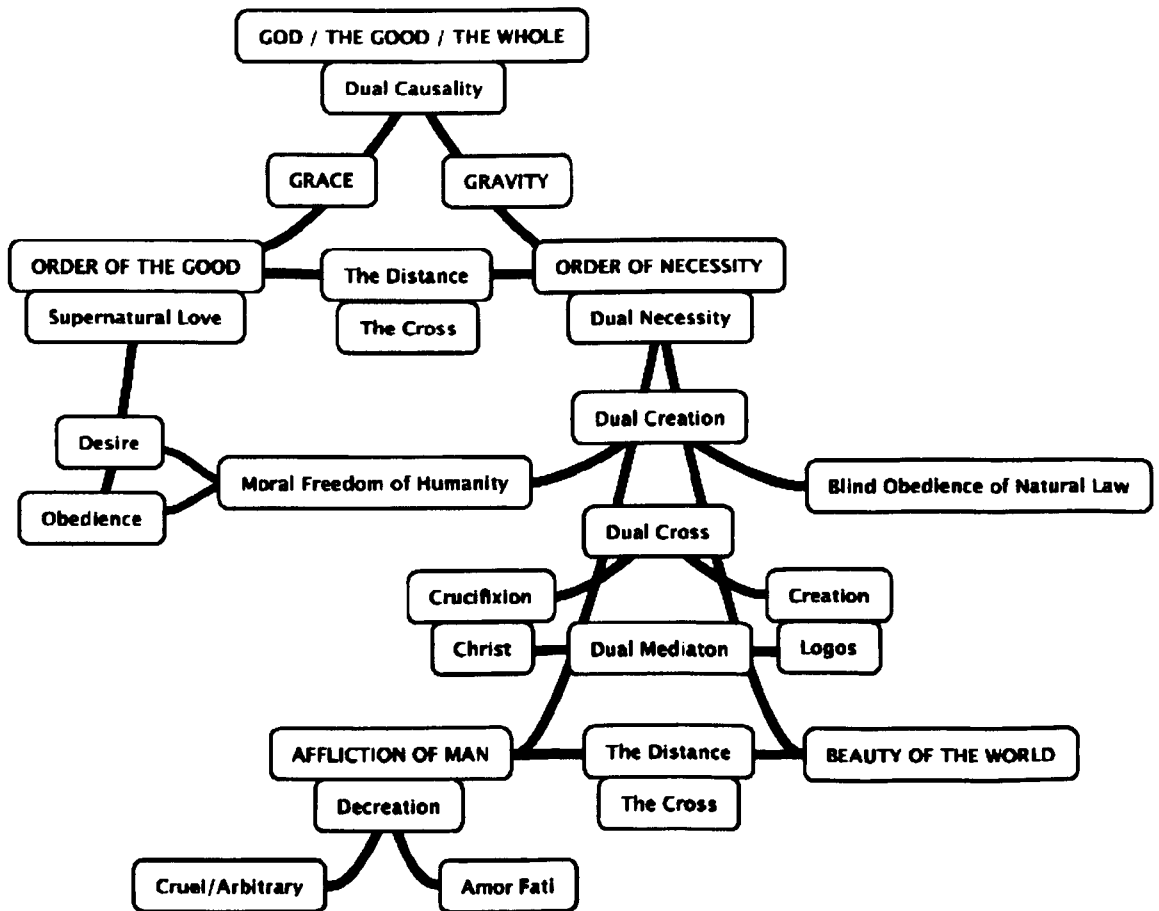 GOD / THE GOOD / THE WHOLE
Dual Causality
GRACE
GRAVITY
ORDER OF THE GOOD
The Distance
ORDER OF NECESSITY
Supernatural Love
The Cross
Dual Necessity
Dual Creation
Desire
Moral Freedom of Humanity
Blind Obedience of Natural Law
Obedience
Dual Cross
Crucifixion
Creation
Christ
Dual Mediaton
Logos
AFFLICTION OF MAN
The Distance
BEAUTY OF THE WORLD
Decreation
The Cross
Cruel/Arbitrary
Amor Fati